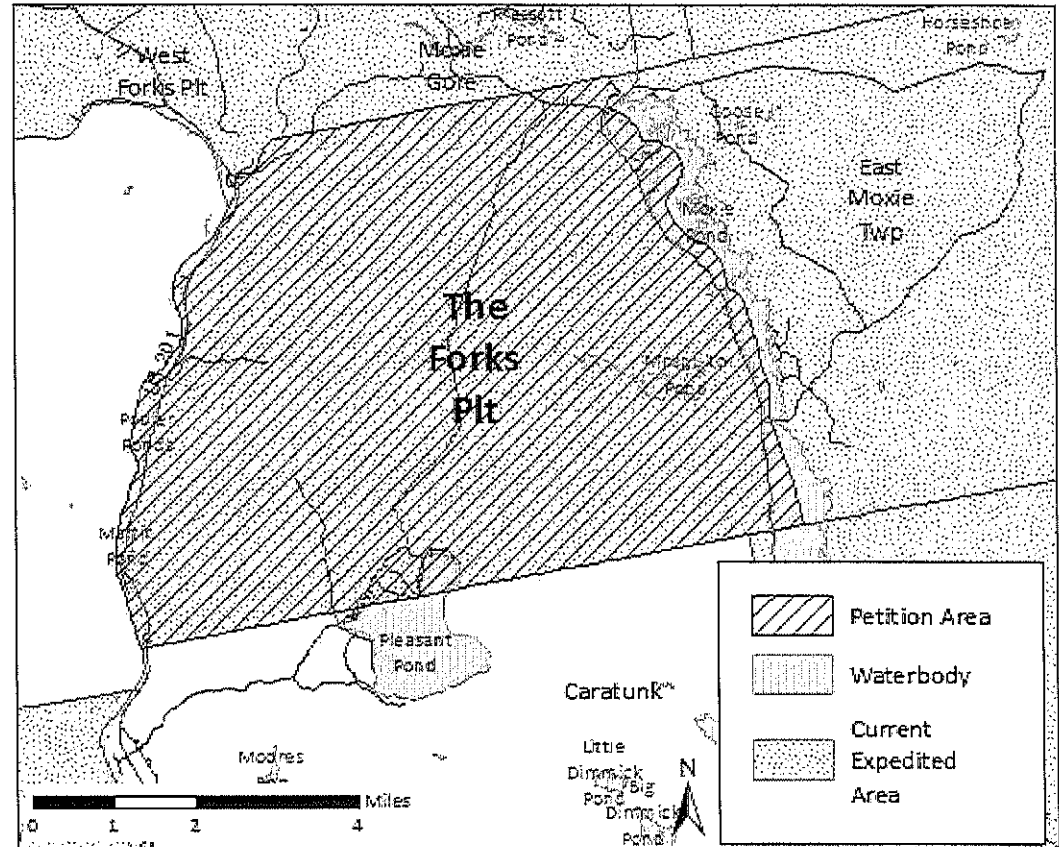 West
Forks Plt
Moxie
Gore
Pond
Horseshoe
Pond
Pond
East
Moxie
Twp
Pond
The
Forks
Plt
Pond
Ponds
Pond
Pleasant
Pond
Caratunk
Little
Dimmick
Pond
Big
Dimmick
Pond
N
Miles
0 1 2 4
Petition Area
Waterbody
Current
Expedited
Area